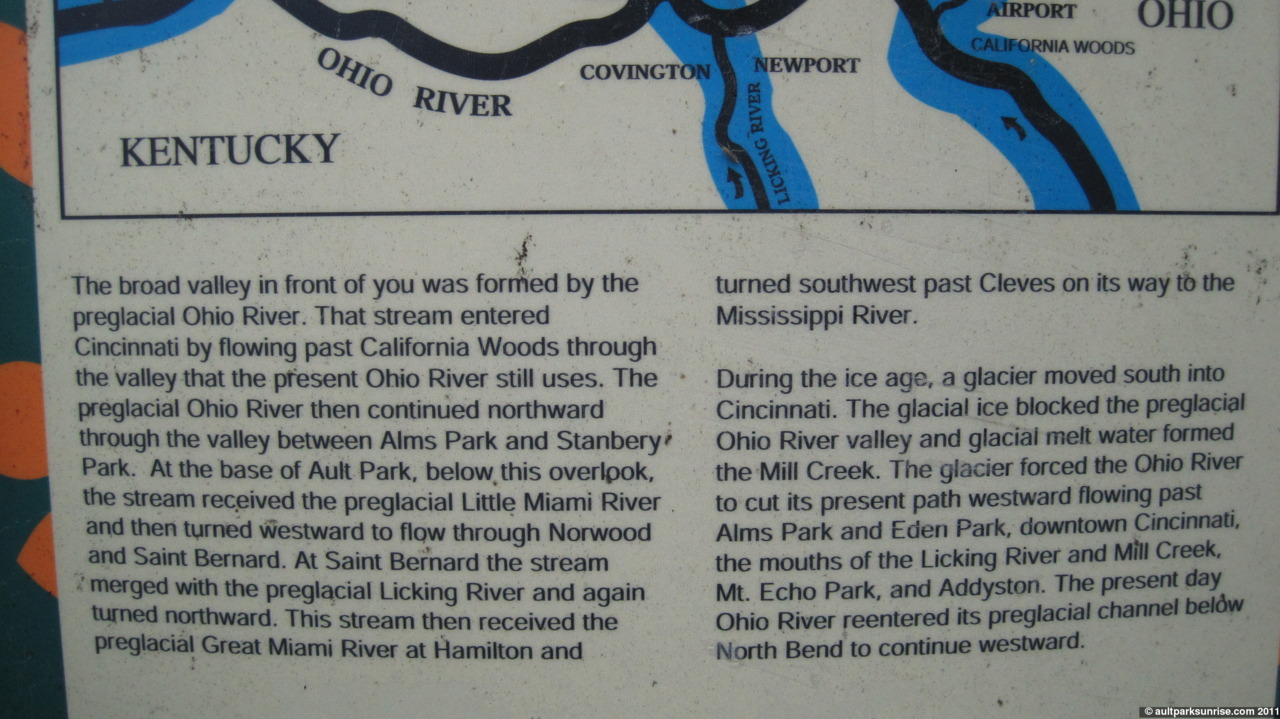 AIRPORT
OHIO
CALIFORNIA WOODS
COVINGTON
NEWPORT
OHIO RIVER
LICKING RIVER
KENTUCKY
The broad valley in front of you was formed by the
preglacial Ohio River. That stream entered
Cincinnati by flowing past California Woods through
the valley that the present Ohio River still uses. The
preglacial Ohio River then continued northward
through the valley between Alms Park and Stanbery
Park. At the base of Ault Park, below this overlook,
the stream received the preglacial Little Miami River
and then turned westward to flow through Norwood
and Saint Bernard. At Saint Bernard the stream
merged with the preglacial Licking River and again
turned northward. This stream then received the
preglacial Great Miami River at Hamilton and
turned southwest past Cleves on its way to the
Mississippi River.
During the ice age, a glacier moved south into
Cincinnati. The glacial ice blocked the preglacial
Ohio River valley and glacial melt water formed
the Mill Creek. The glacier forced the Ohio River
to cut its present path westward flowing past
Alms Park and Eden Park, downtown Cincinnati,
the mouths of the Licking River and Mill Creek,
Mt. Echo Park, and Addyston. The present day
Ohio River reentered its preglacial channel below
North Bend to continue westward.
© aultparksunrise.com 2011